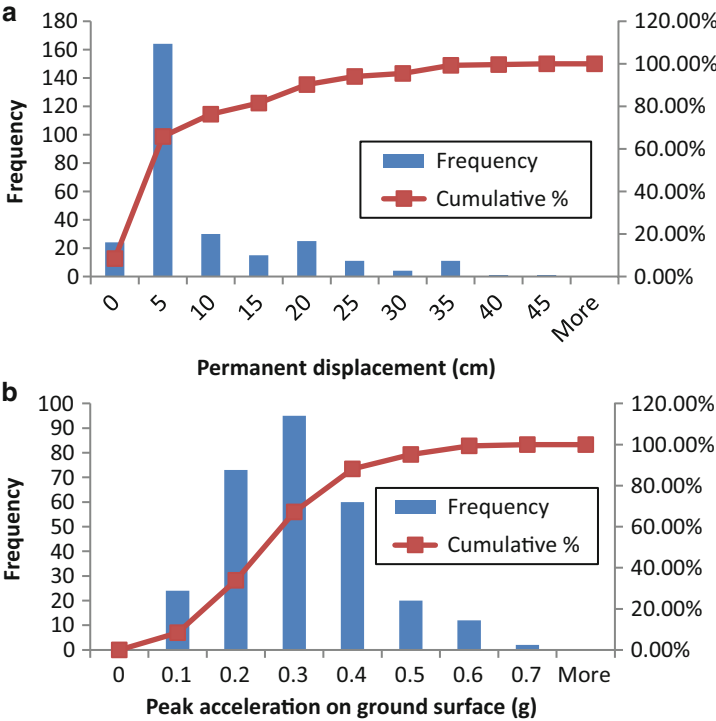 a
180 120.00%
160
140 100.00%
120 80.00%
100
80 60.00%
60 40.00%
40
20 20.00%
0 0.00%
Frequency
Frequency
Cumulative %
0 5 10 15 20 25 30 35 40 45 More
Permanent displacement (cm)
b
100 120.00%
90
80 100.00%
70 80.00%
60
50 60.00%
40
30 40.00%
20 20.00%
10
0 0.00%
Frequency
Frequency
Cumulative %
0 0.1 0.2 0.3 0.4 0.5 0.6 0.7 More
Peak acceleration on ground surface (g)